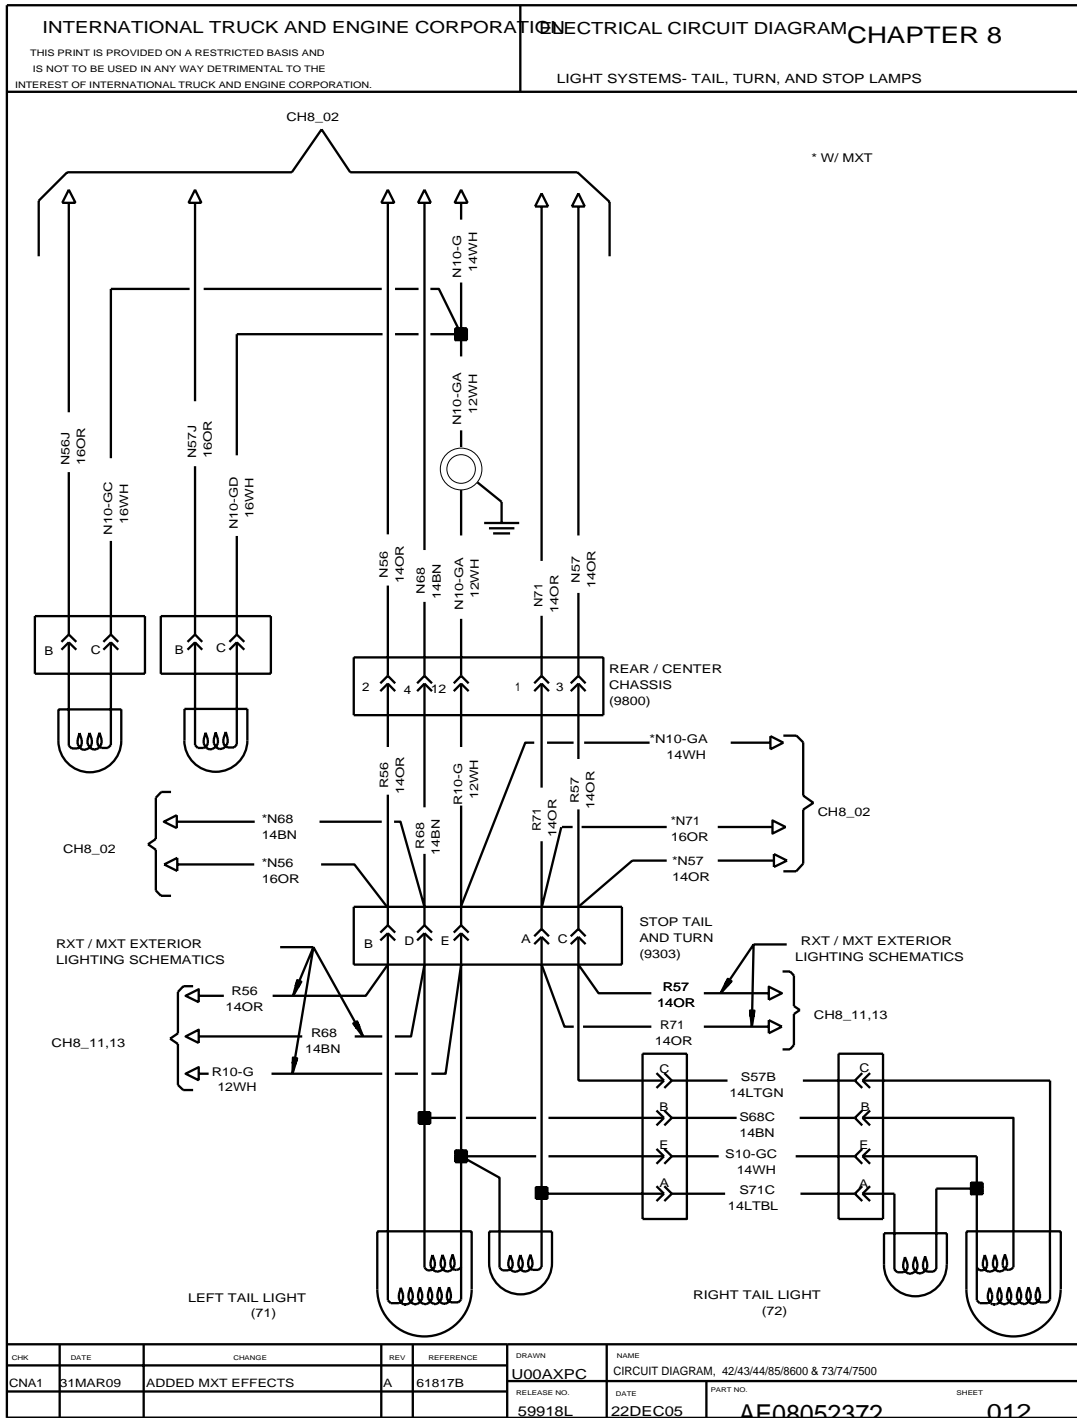 INTERNATIONAL TRUCK AND ENGINE CORPORATION
ELECTRICAL CIRCUIT DIAGRAM
CHAPTER 8
THIS PRINT IS PROVIDED ON A RESTRICTED BASIS AND
IS NOT TO BE USED IN ANY WAY DETRIMENTAL TO THE
INTEREST OF INTERNATIONAL TRUCK AND ENGINE CORPORATION.
LIGHT SYSTEMS- TAIL, TURN, AND STOP LAMPS
CH8_02
* W/ MXT
N10-G
14WH
N10-GA
12WH
N56J
16OR
N10-GC
16WH
N57J
16OR
N10-GD
16WH
N56
14OR
N68
14BN
N10-GA
12WH
N71
14OR
N57
14OR
B
C
B
C
2
4
12
1
3
REAR / CENTER
CHASSIS
(9800)
R56
14OR
R68
14BN
R10-G
12WH
R71
14OR
R57
14OR
*N10-GA
14WH
*N71
16OR
*N57
14OR
CH8_02
*N68
14BN
*N56
16OR
CH8_02
B
D
E
A
C
STOP TAIL
AND TURN
(9303)
RXT / MXT EXTERIOR
LIGHTING SCHEMATICS
R56
14OR
R68
14BN
R10-G
12WH
CH8_11,13
RXT / MXT EXTERIOR
LIGHTING SCHEMATICS
R57
14OR
R71
14OR
CH8_11,13
C
S57B
14LTGN
C
B
S68C
14BN
B
E
S10-GC
14WH
E
A
S71C
14LTBL
A
LEFT TAIL LIGHT
(71)
RIGHT TAIL LIGHT
(72)
CHK
DATE
CHANGE
REV
REFERENCE
CNA1
31MAR09
ADDED MXT EFFECTS
A
61817B
DRAWN
U00AXPC
NAME
CIRCUIT DIAGRAM, 42/43/44/85/8600 & 73/74/7500
RELEASE NO.
59918L
DATE
22DEC05
PART NO.
AE08052372
SHEET
012